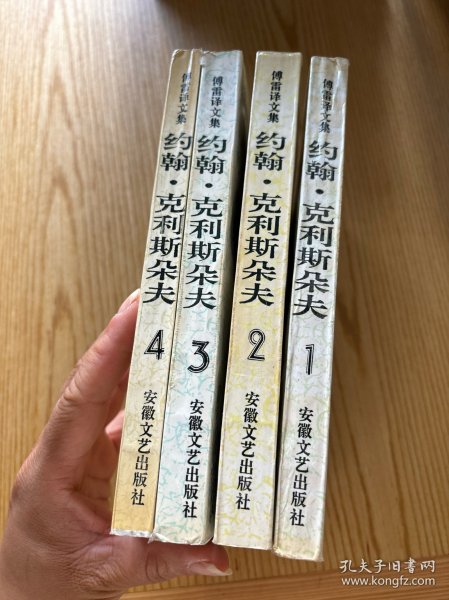 傅雷译文集
约翰·克利斯朵夫
4
安徽文艺出版社
傅雷译文集
约翰·克利斯朵夫
3
安徽文艺出版社
傅雷译文集
约翰·克利斯朵夫
2
安徽文艺出版社
傅雷译文集
约翰·克利斯朵夫
1
安徽文艺出版社
孔夫子旧书网
www.kongfz.com